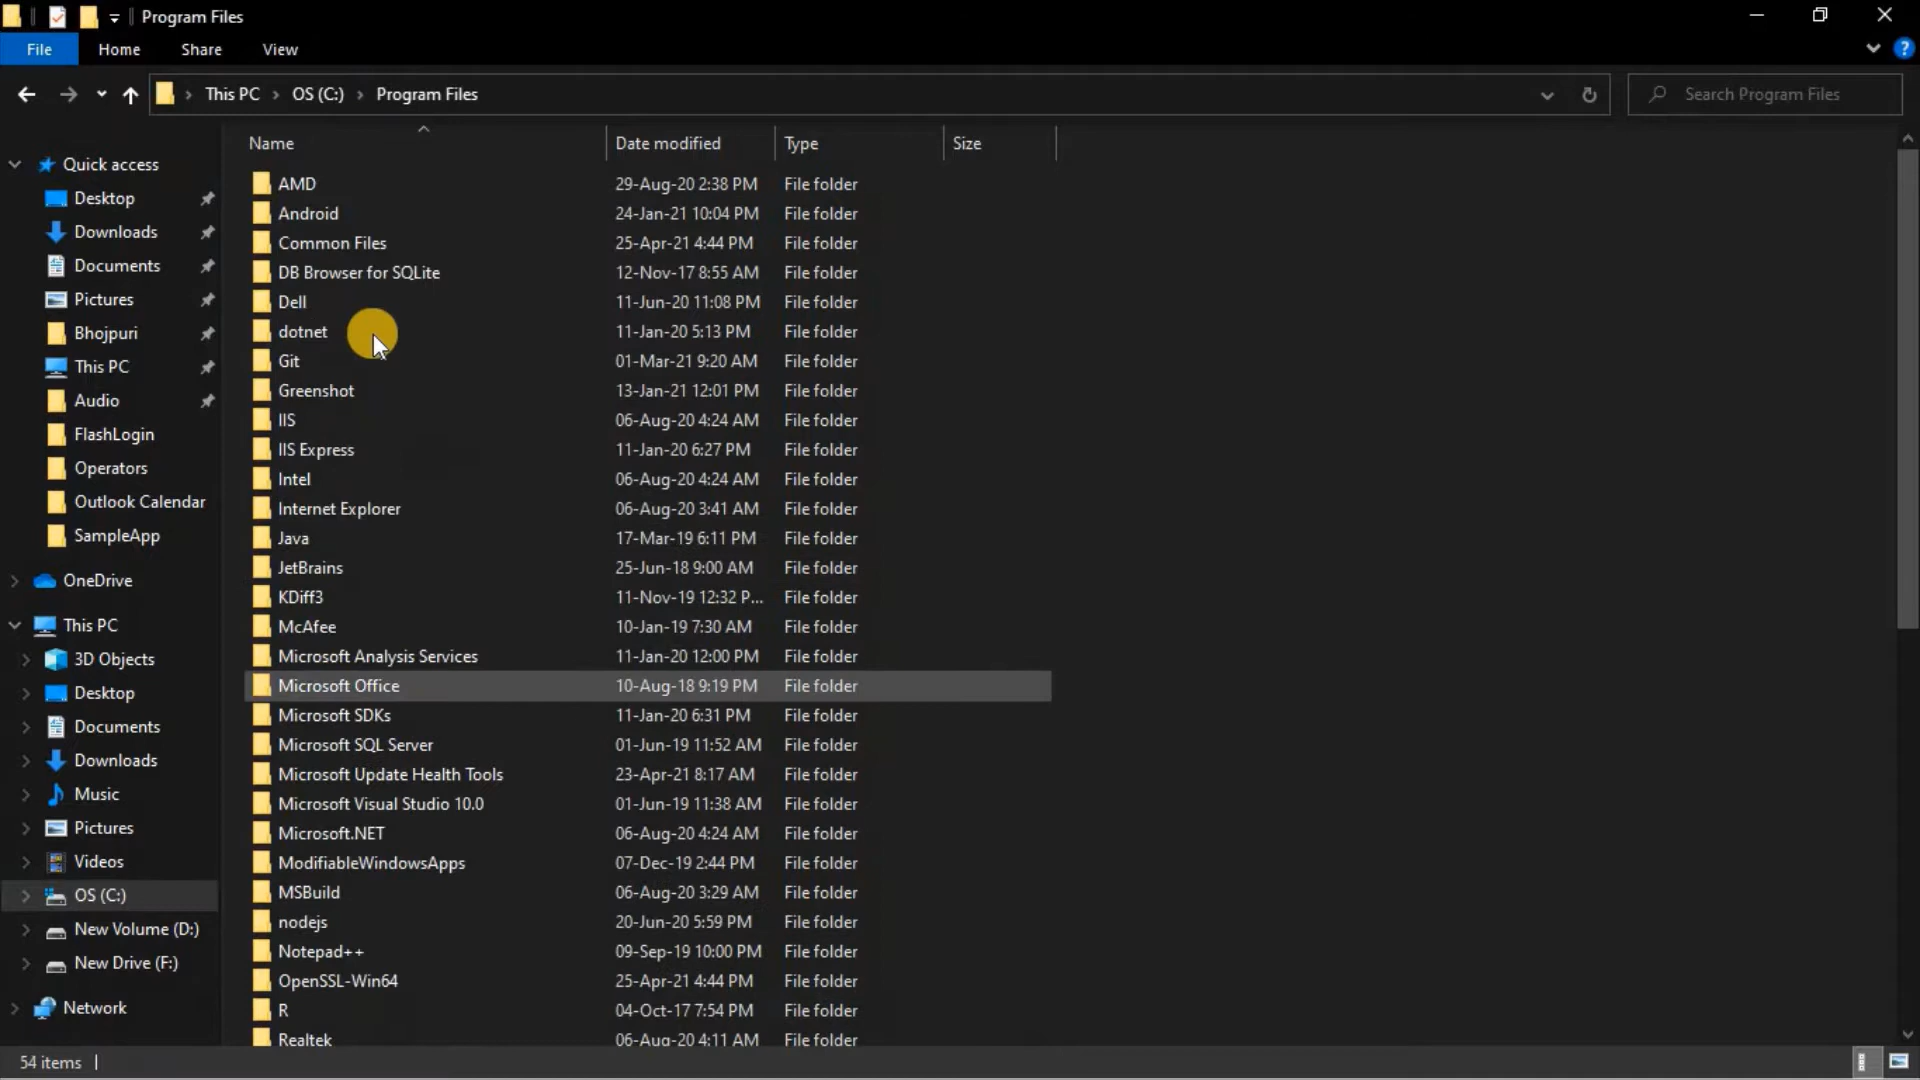 Program Files
File Home Share View
This PC OS (C:) Program Files Search Program Files
Name Date modified Type Size
Quick access
Desktop
Downloads
Documents
Pictures
Bhojpuri
This PC
Audio
FlashLogin
Operators
Outlook Calendar
SampleApp
OneDrive
This PC
3D Objects
Desktop
Documents
Downloads
Music
Pictures
Videos
OS (C:)
New Volume (D:)
New Drive (F:)
Network
AMD 29-Aug-20 2:38 PM File folder
Android 24-Jan-21 10:04 PM File folder
Common Files 25-Apr-21 4:44 PM File folder
DB Browser for SQLite 12-Nov-17 8:55 AM File folder
Dell 11-Jun-20 11:08 PM File folder
dotnet 11-Jan-20 5:13 PM File folder
Git 01-Mar-21 9:20 AM File folder
Greenshot 13-Jan-21 12:01 PM File folder
IIS 06-Aug-20 4:24 AM File folder
IIS Express 11-Jan-20 6:27 PM File folder
Intel 06-Aug-20 4:24 AM File folder
Internet Explorer 06-Aug-20 3:41 AM File folder
Java 17-Mar-19 6:11 PM File folder
JetBrains 25-Jun-18 9:00 AM File folder
KDiff3 11-Nov-19 12:32 P... File folder
McAfee 10-Jan-19 7:30 AM File folder
Microsoft Analysis Services 11-Jan-20 12:00 PM File folder
Microsoft Office 10-Aug-18 9:19 PM File folder
Microsoft SDKs 11-Jan-20 6:31 PM File folder
Microsoft SQL Server 01-Jun-19 11:52 AM File folder
Microsoft Update Health Tools 23-Apr-21 8:17 AM File folder
Microsoft Visual Studio 10.0 01-Jun-19 11:38 AM File folder
Microsoft.NET 06-Aug-20 4:24 AM File folder
ModifiableWindowsApps 07-Dec-19 2:44 PM File folder
MSBuild 06-Aug-20 3:29 AM File folder
nodejs 20-Jun-20 5:59 PM File folder
Notepad++ 09-Sep-19 10:00 PM File folder
OpenSSL-Win64 25-Apr-21 4:44 PM File folder
R 04-Oct-17 7:54 PM File folder
Realtek 06-Aug-20 4:11 AM File folder
54 items